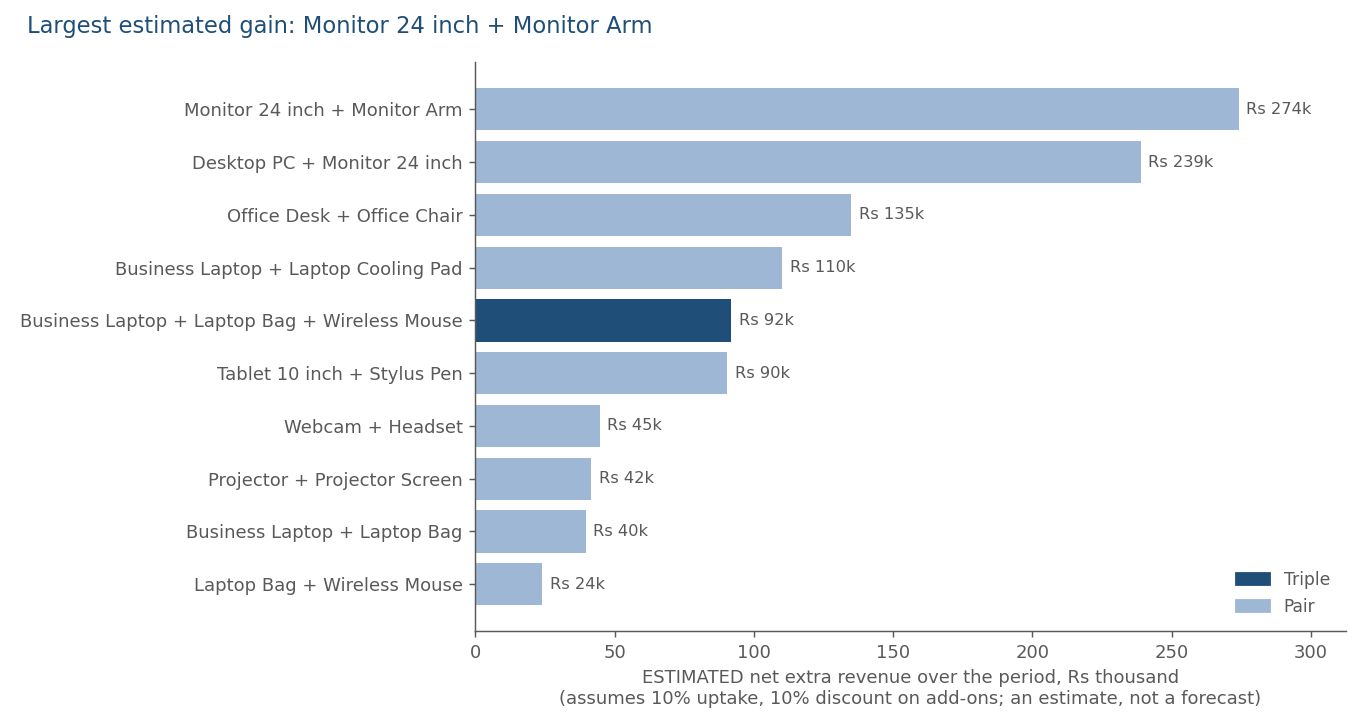 Largest estimated gain: Monitor 24 inch + Monitor Arm
Monitor 24 inch + Monitor Arm Rs 274k
Desktop PC + Monitor 24 inch Rs 239k
Office Desk + Office Chair Rs 135k
Business Laptop + Laptop Cooling Pad Rs 110k
Business Laptop + Laptop Bag + Wireless Mouse Rs 92k
Tablet 10 inch + Stylus Pen Rs 90k
Webcam + Headset Rs 45k
Projector + Projector Screen Rs 42k
Business Laptop + Laptop Bag Rs 40k
Laptop Bag + Wireless Mouse Rs 24k
Triple
Pair
0 50 100 150 200 250 300
ESTIMATED net extra revenue over the period, Rs thousand
(assumes 10% uptake, 10% discount on add-ons; an estimate, not a forecast)